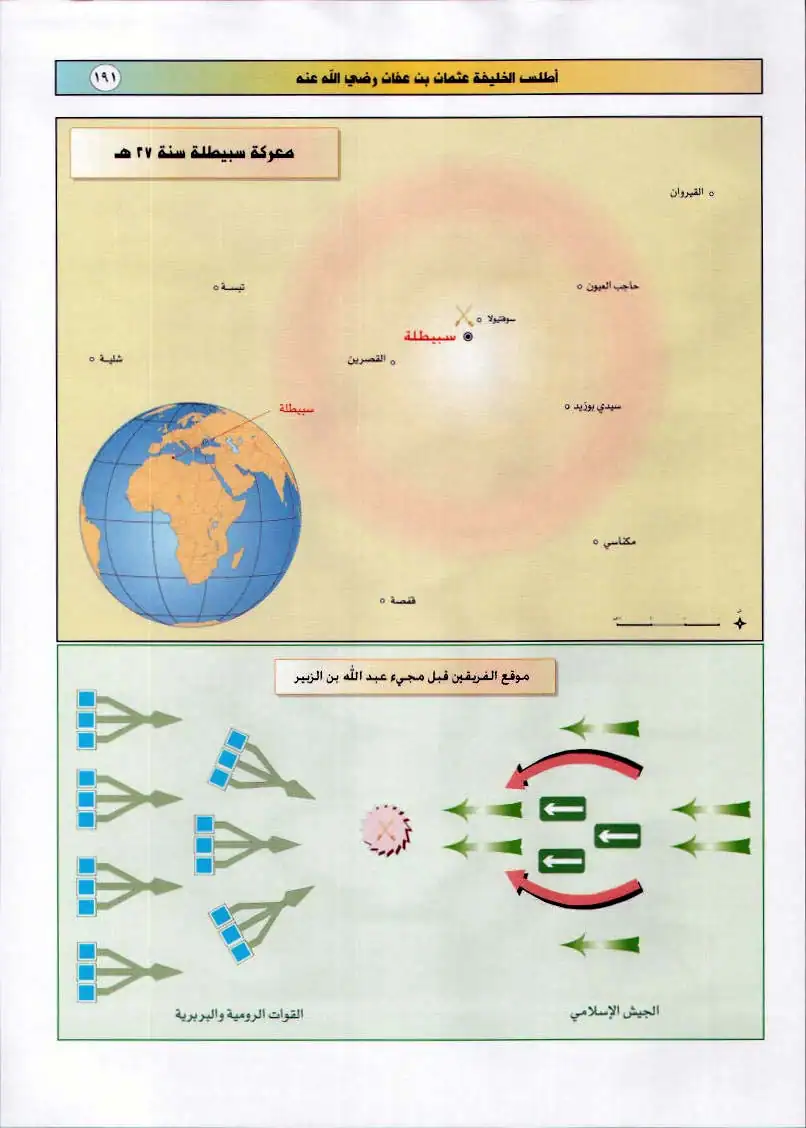 أطلس الخليفة عثمان بن عفان رضي الله عنه
١٩١
معركة سبيطلة سنة ٢٧ هـ
القيروان
تبسـة
حاجب العيون
سوفتيولا
سبيطلة
شليـة
القصرين
سبيطلة
سيدي بوزيد
مكناسي
قفصة
موقع الفريقين قبل مجيء عبد الله بن الزبير
الجيش الإسلامي
القوات الرومية والبربرية